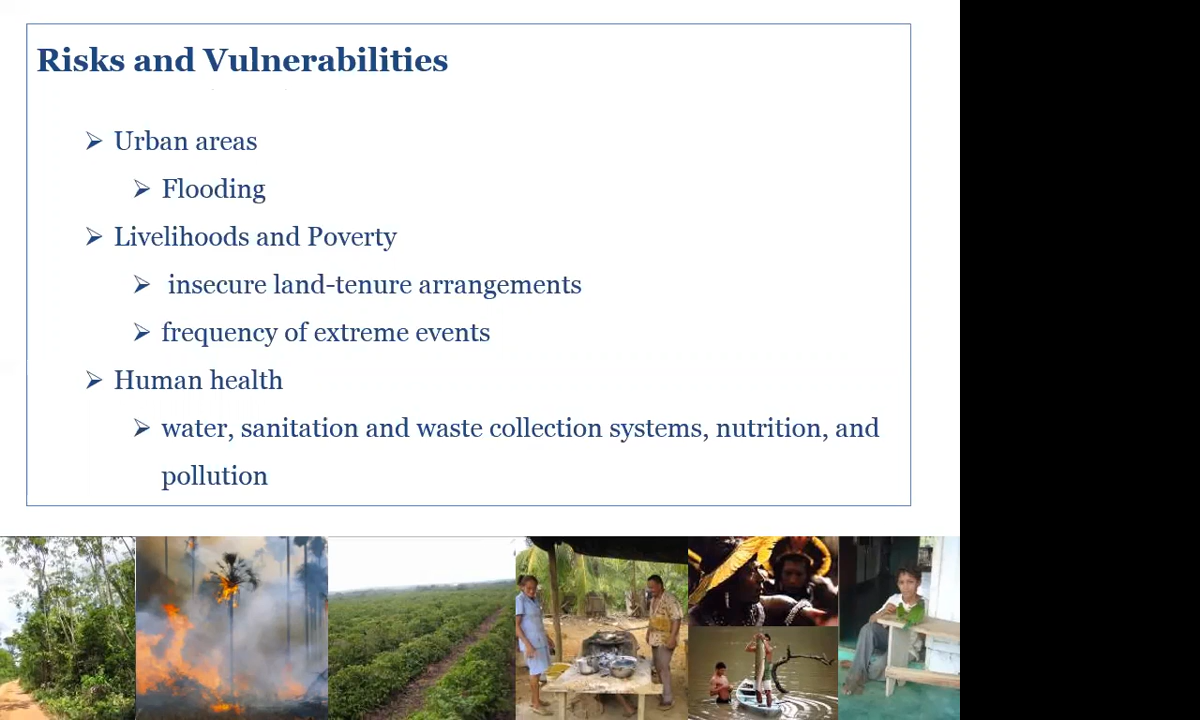 Risks and Vulnerabilities
➢ Urban areas
➢ Flooding
➢ Livelihoods and Poverty
➢ insecure land-tenure arrangements
➢ frequency of extreme events
➢ Human health
➢ water, sanitation and waste collection systems, nutrition, and
pollution